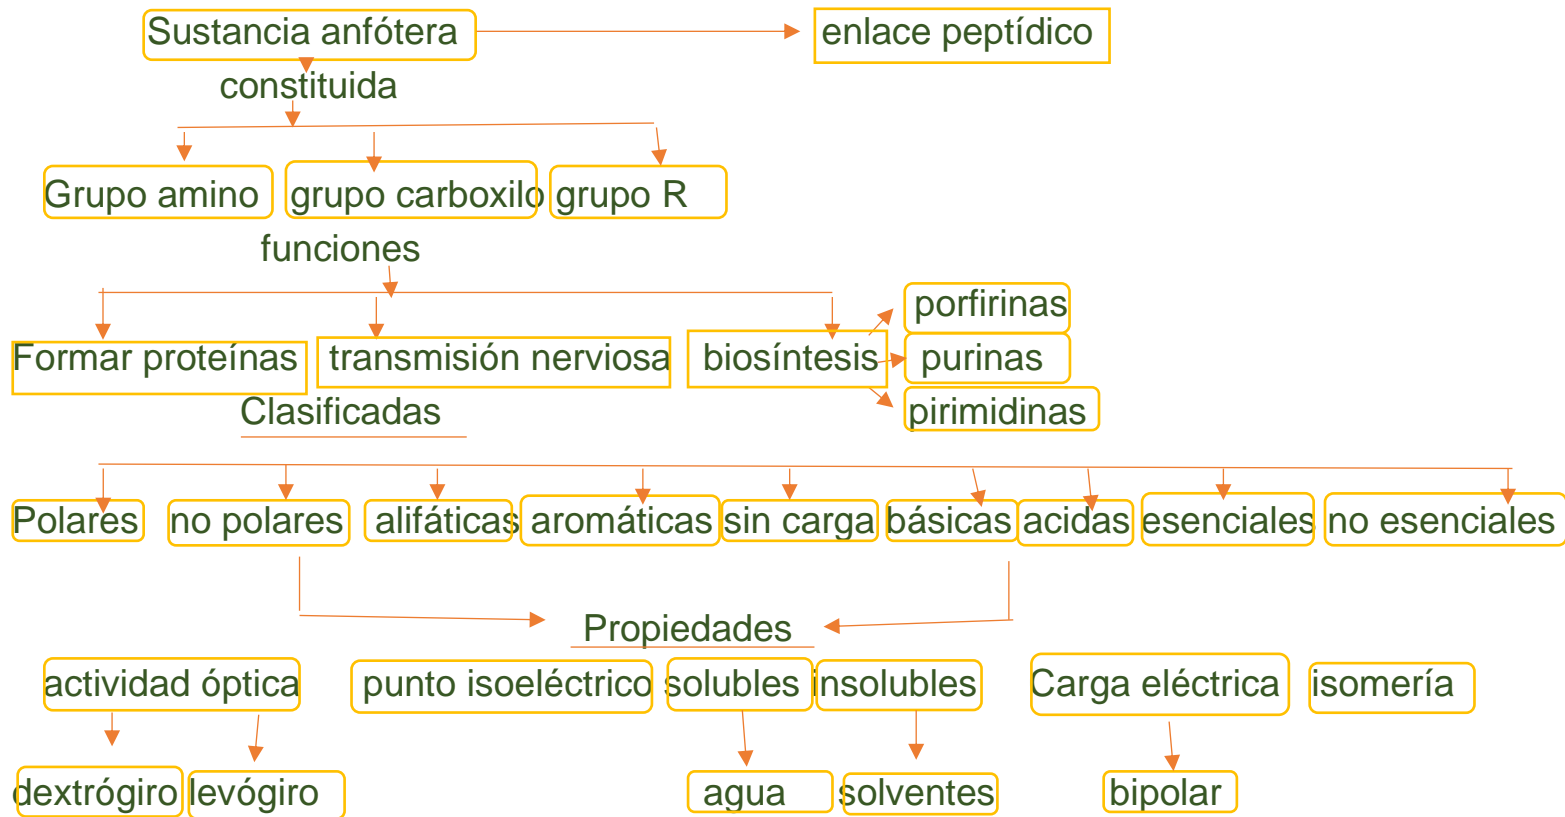 Sustancia anfótera enlace peptídico
constituida
Grupo amino grupo carboxilo grupo R
funciones
porfirinas
Formar proteínas transmisión nerviosa biosíntesis purinas
Clasificadas pirimidinas
Polares no polares alifáticas aromáticas sin carga básicas acidas esenciales no esenciales
Propiedades
actividad óptica punto isoeléctrico solubles insolubles Carga eléctrica isomería
dextrógiro levógiro agua solventes bipolar